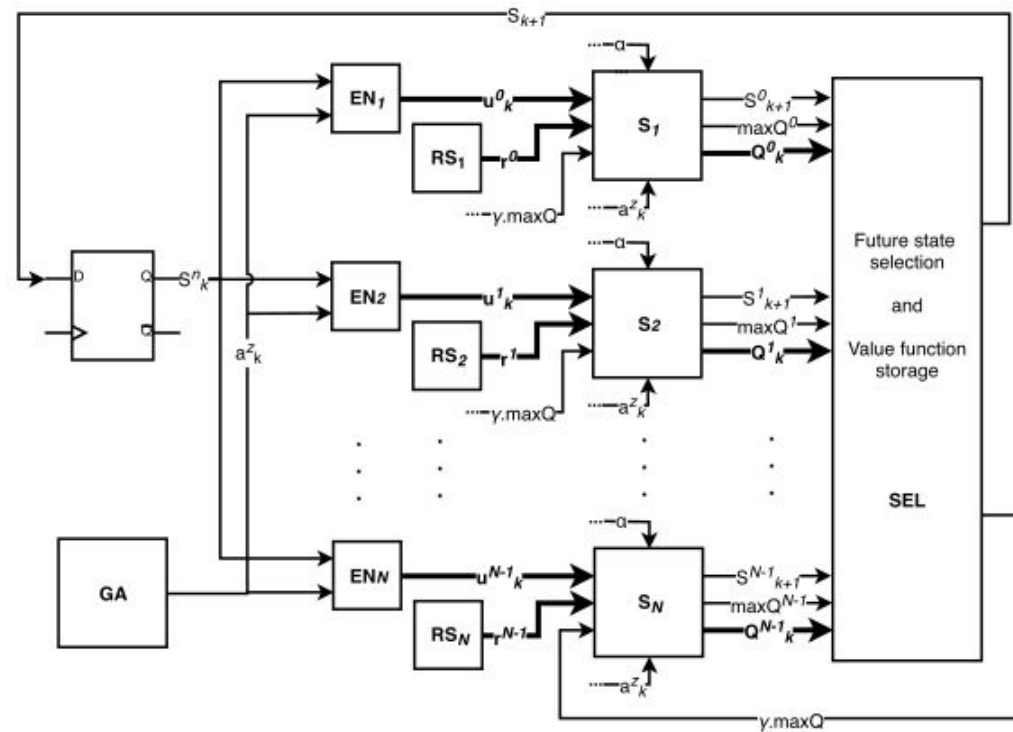 S_{k+1}
····α
····
EN_1
u^0_k
S_1
S^0_{k+1}
maxQ^0
Q^0_k
RS_1
r^0
····γ.maxQ
····a^z_k
····α
D
Q
S^n_k
EN_2
u^1_k
S_2
S^1_{k+1}
maxQ^1
Q^1_k
Future state
selection
and
Value function
storage
Q̅
a^z_k
RS_2
r^1
····γ.maxQ
····a^z_k
SEL
····α
GA
EN_N
u^{N-1}_k
S_N
S^{N-1}_{k+1}
maxQ^{N-1}
Q^{N-1}_k
RS_N
r^{N-1}
····a^z_k
γ.maxQ